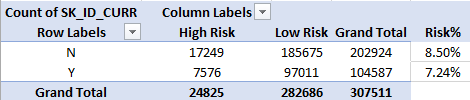 Count of SK_ID_CURR Column Labels
Row Labels High Risk Low Risk Grand Total Risk%
N 17249 185675 202924 8.50%
Y 7576 97011 104587 7.24%
Grand Total 24825 282686 307511